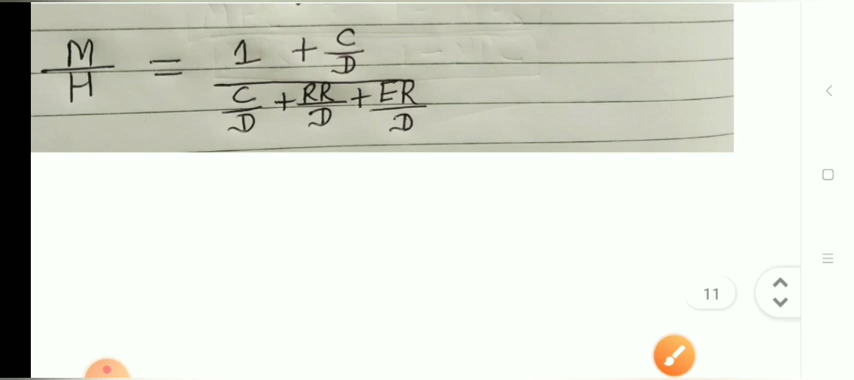 M/H = (1 + C/D) / (C/D + RR/D + ER/D)
11